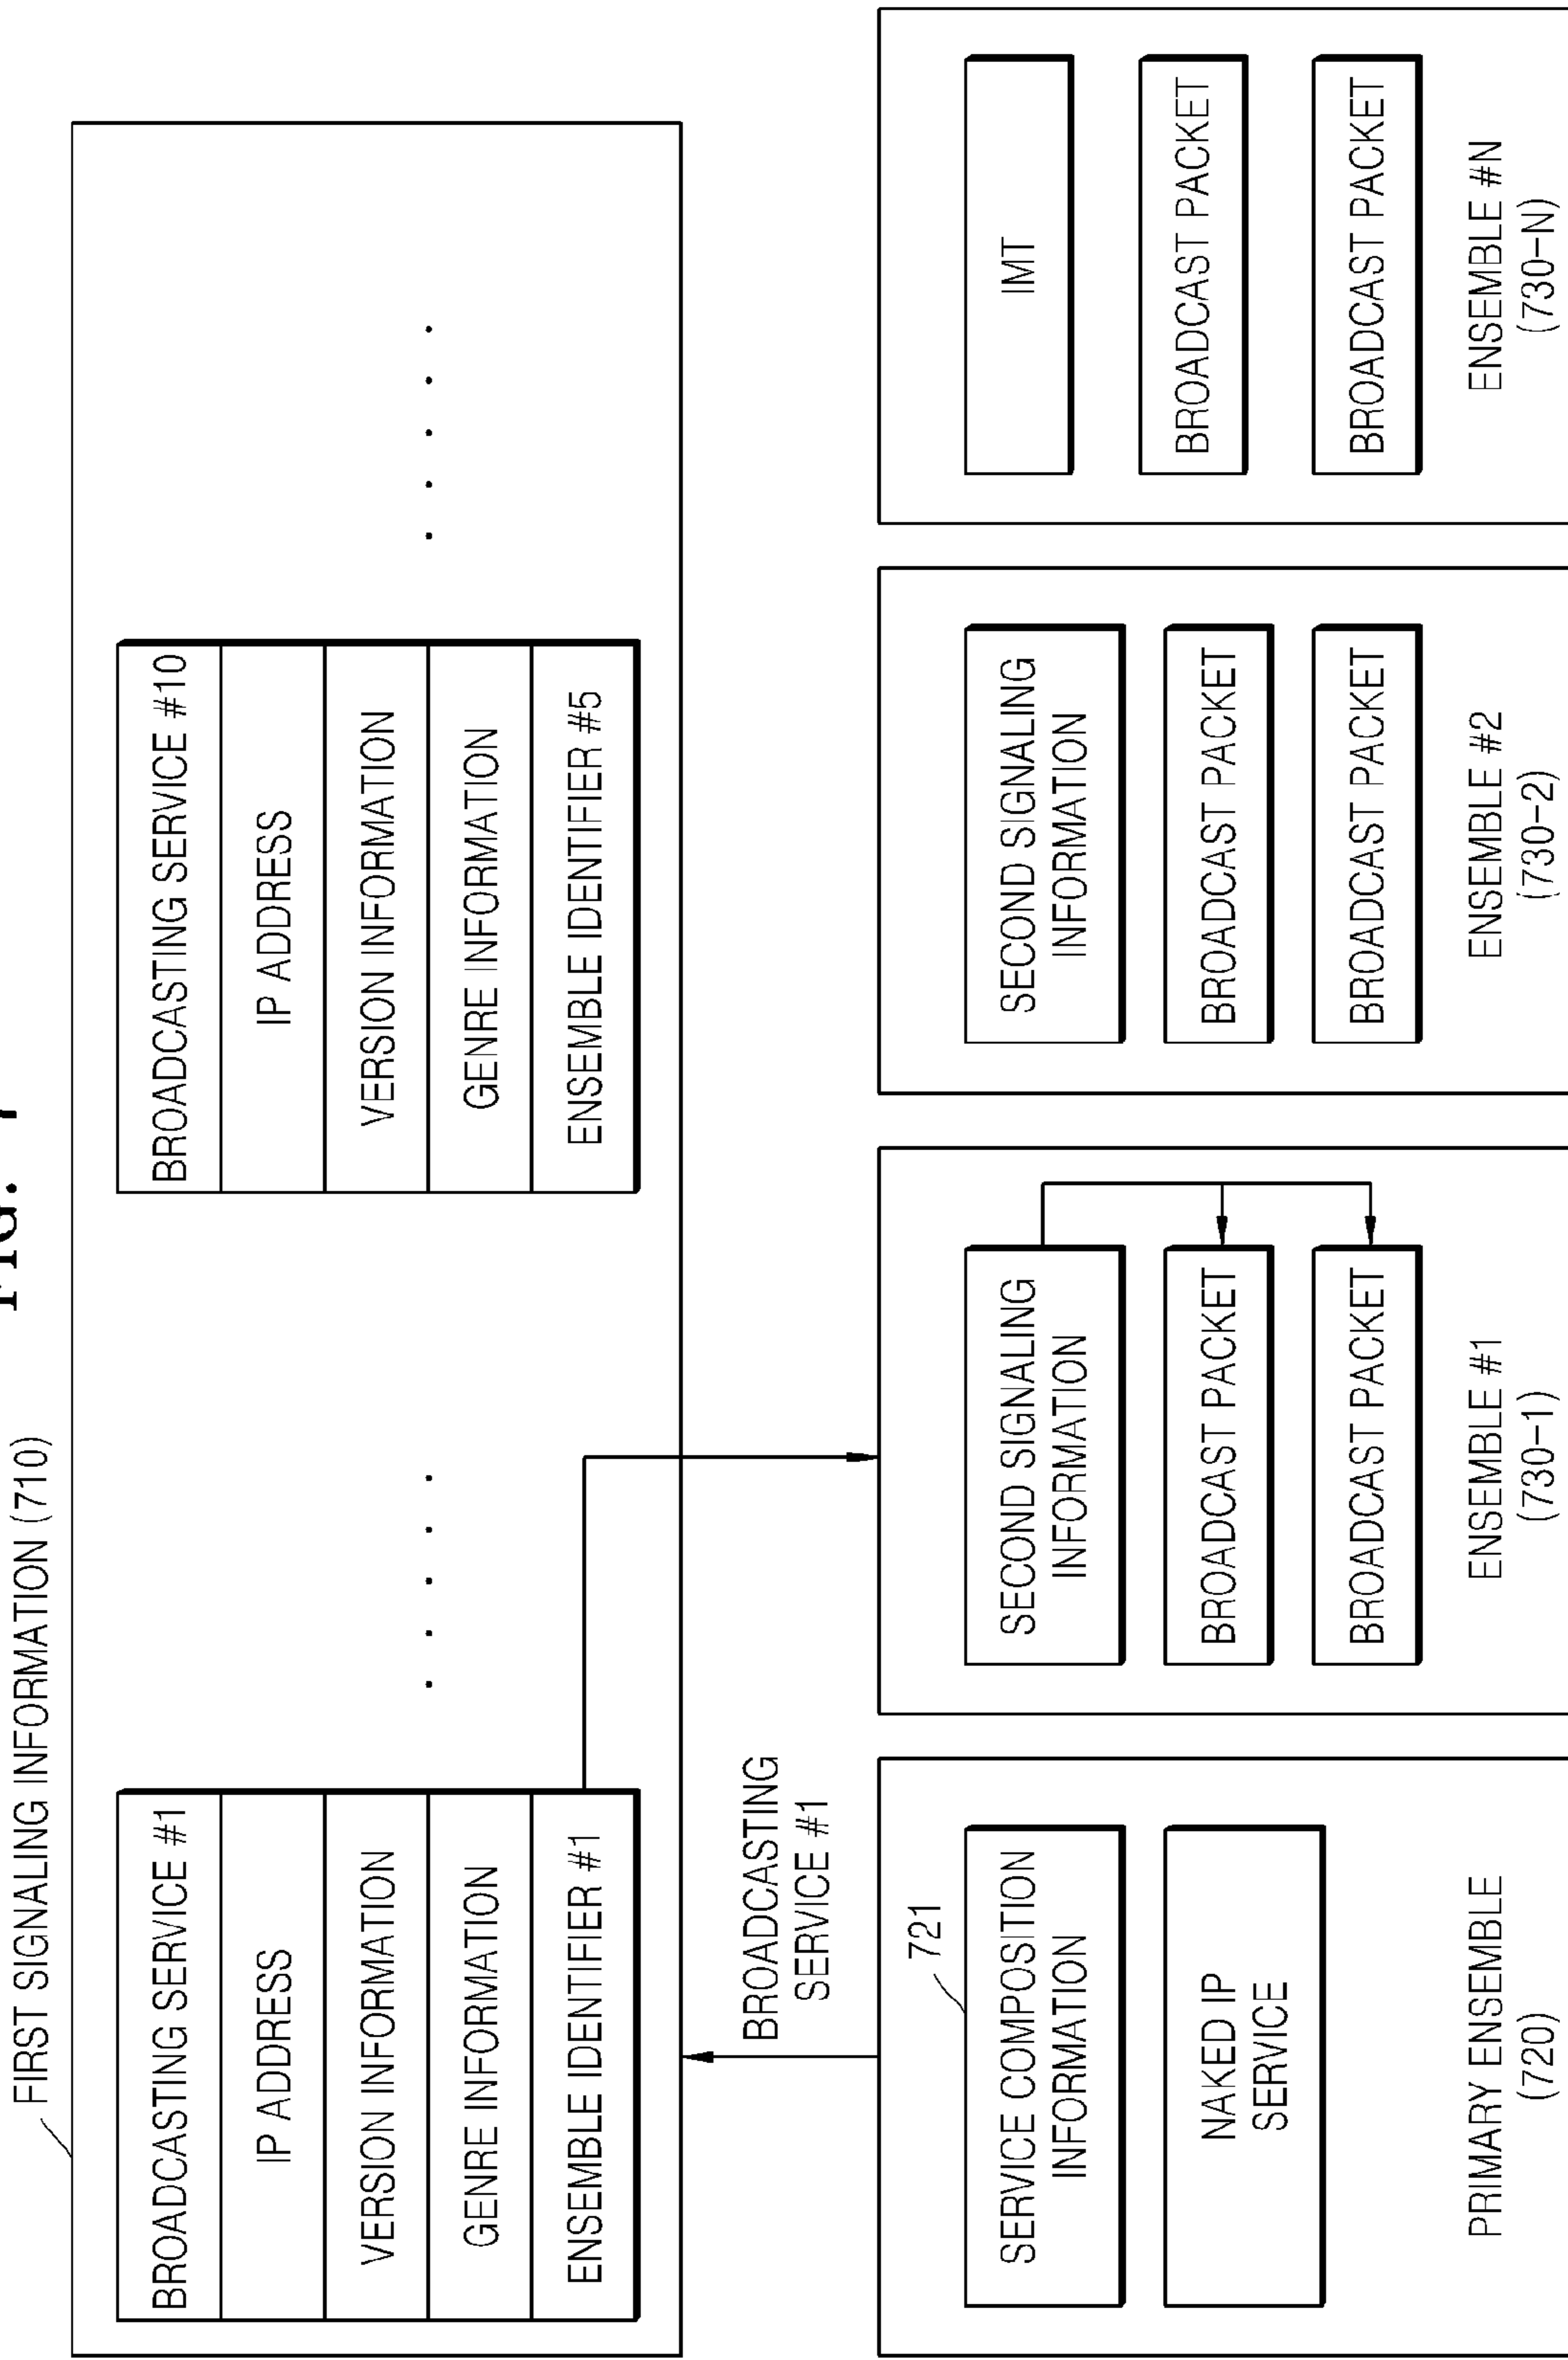 FIG. 7
FIRST SIGNALING INFORMATION (710)
BROADCASTING SERVICE #1
IP ADDRESS
VERSION INFORMATION
GENRE INFORMATION
ENSEMBLE IDENTIFIER #1
. . . . .
BROADCASTING SERVICE #10
IP ADDRESS
VERSION INFORMATION
GENRE INFORMATION
ENSEMBLE IDENTIFIER #5
. . . . .
BROADCASTING
SERVICE #1
721
SERVICE COMPOSITION
INFORMATION
NAKED IP
SERVICE
PRIMARY ENSEMBLE
(720)
SECOND SIGNALING
INFORMATION
BROADCAST PACKET
BROADCAST PACKET
ENSEMBLE #1
(730-1)
SECOND SIGNALING
INFORMATION
BROADCAST PACKET
BROADCAST PACKET
ENSEMBLE #2
(730-2)
IMT
BROADCAST PACKET
BROADCAST PACKET
ENSEMBLE #N
(730-N)